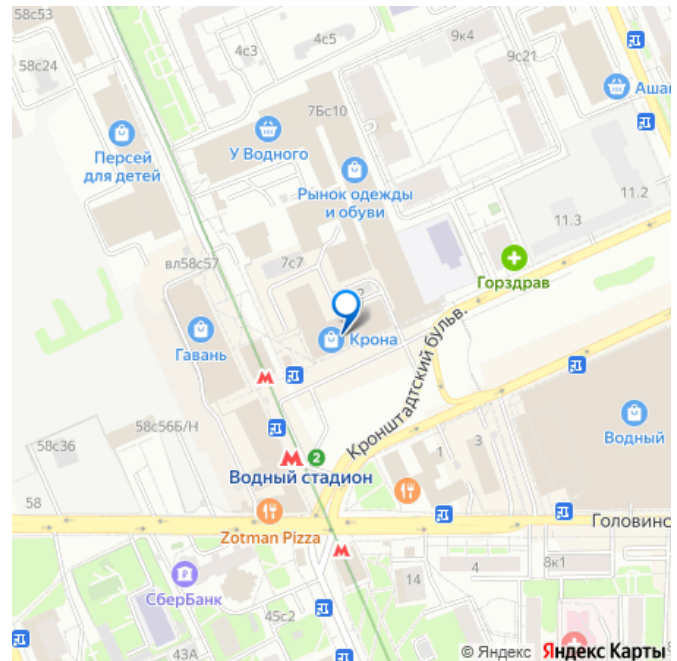 58с53
4с5
4с3
9к4
9с21
58с24
Ашан
7Бс10
У Водного
Персей
для детей
Рынок одежды
и обуви
11.2
11.3
вл58с57
7с7
2
Горздрав
Гавань
Крона
Кронштадтский бульв.
Водный
58с56Б/Н
58с36
1
3
2
Водный стадион
58
Zotman Pizza
Головинс
СберБанк
14
4
8к1
45с2
43А
© Яндекс Яндекс Карты